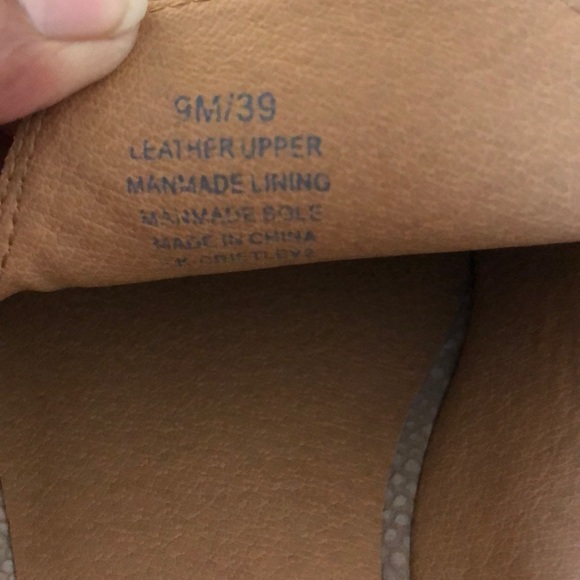 9M/39
LEATHER UPPER
MANMADE LINING
MANMADE SOLE
MADE IN CHINA